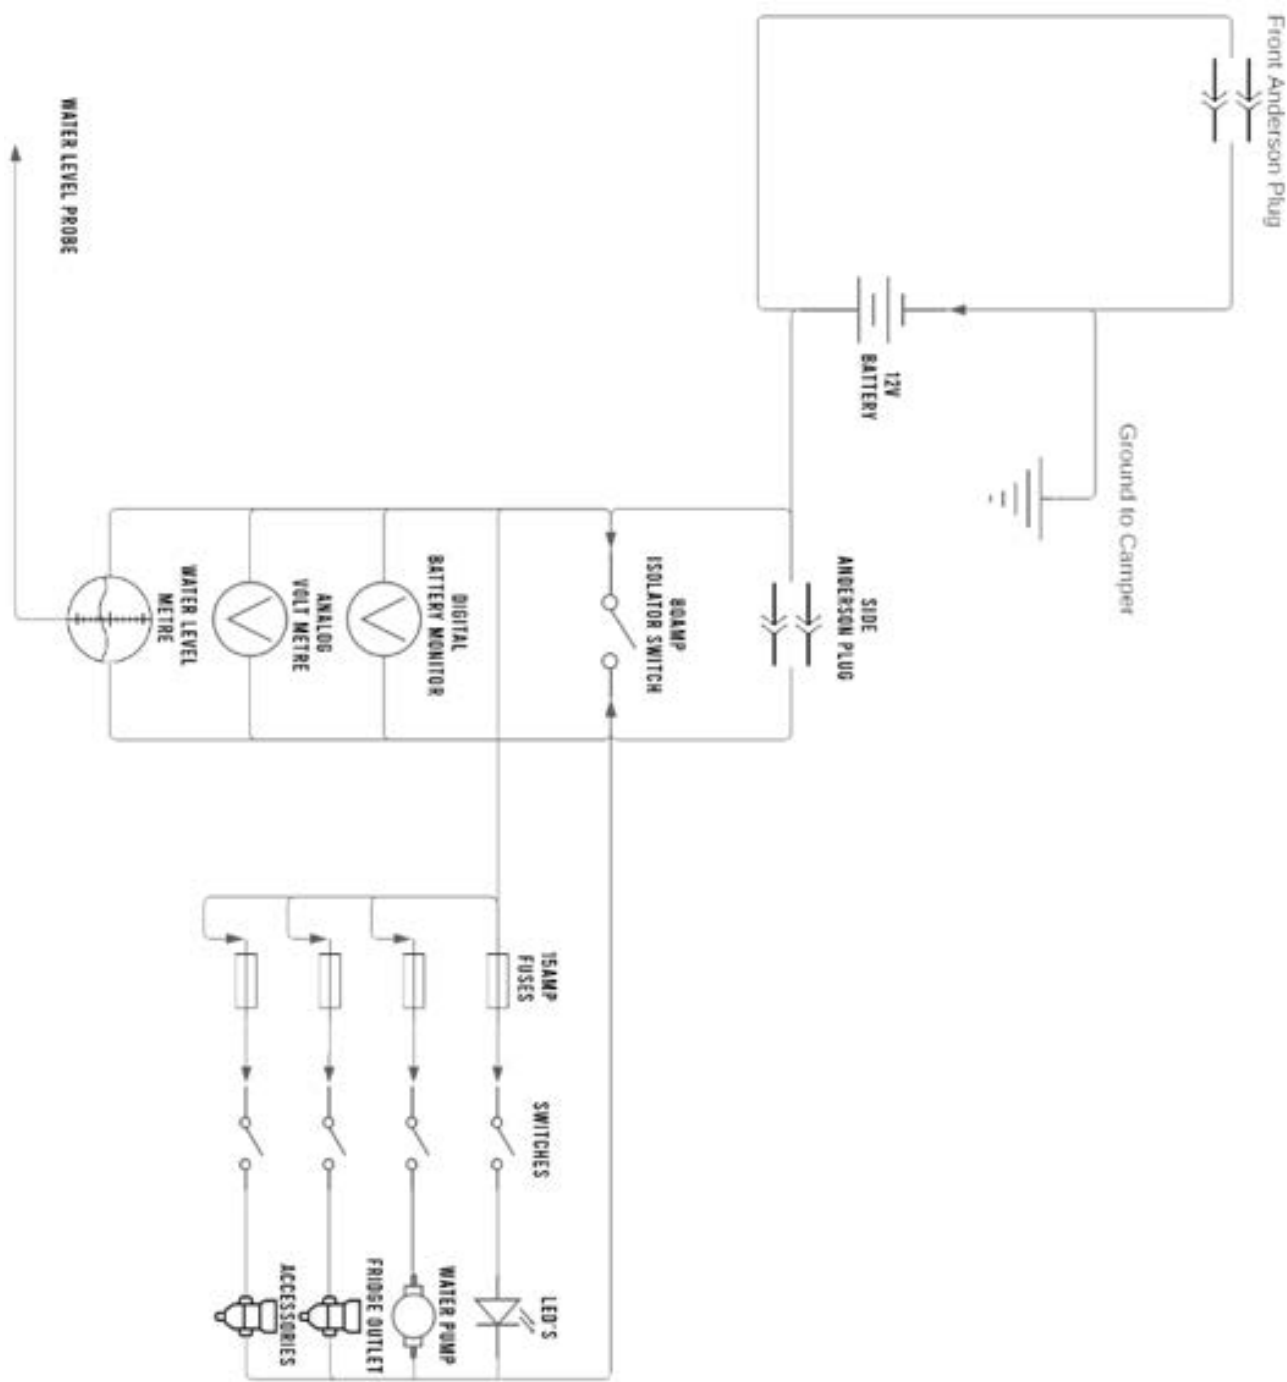 Front Anderson Plug
12V
BATTERY
Ground to Camper
SIDE
ANDERSON PLUG
80AMP
ISOLATOR SWITCH
DIGITAL
BATTERY MONITOR
ANALOG
VOLT METRE
WATER LEVEL
METRE
WATER LEVEL PROBE
15AMP
FUSES
SWITCHES
LED'S
WATER PUMP
FRIDGE OUTLET
ACCESSORIES